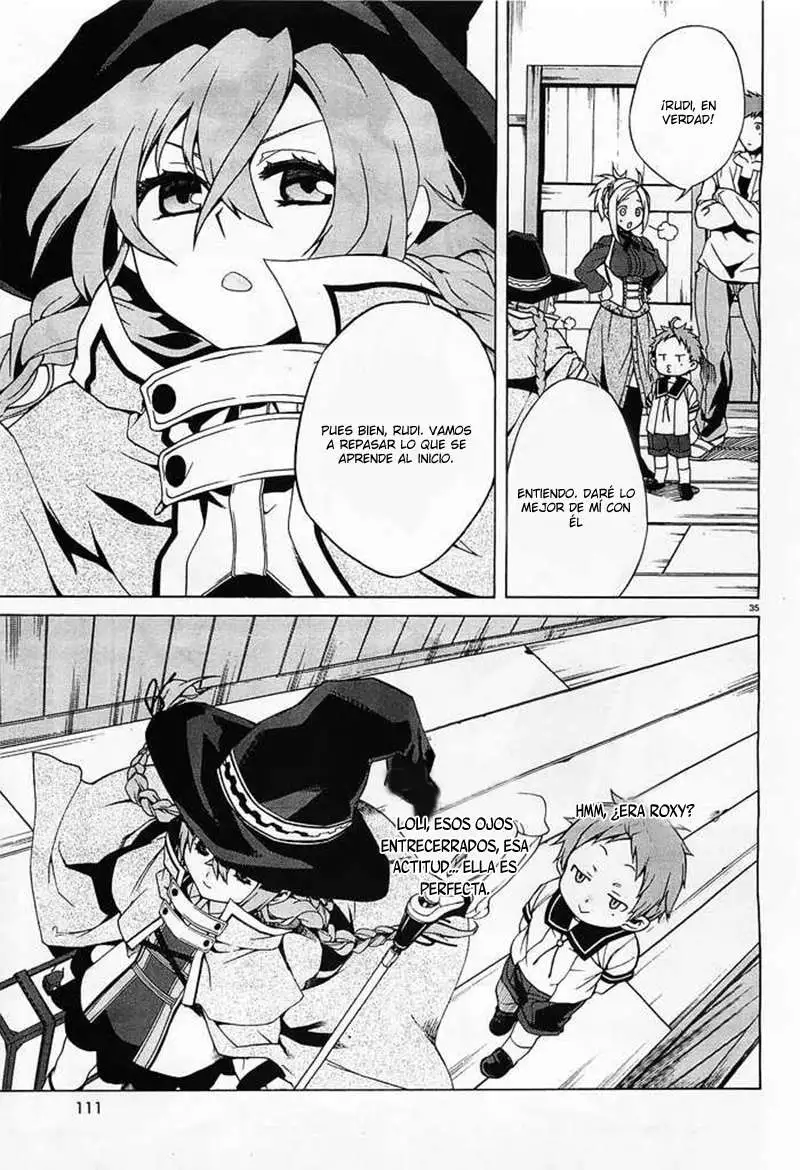 ¡RUDI, EN
VERDAD!
ENTIENDO. DARÉ LO
MEJOR DE MÍ CON
ÉL
35
PUES BIEN, RUDI. VAMOS
A REPASAR LO QUE SE
APRENDE AL INICIO.
HMM, ¿ERA ROXY?
LOLI, ESOS OJOS
ENTRECERRADOS, ESA
ACTITUD... ELLA ES
PERFECTA.
111